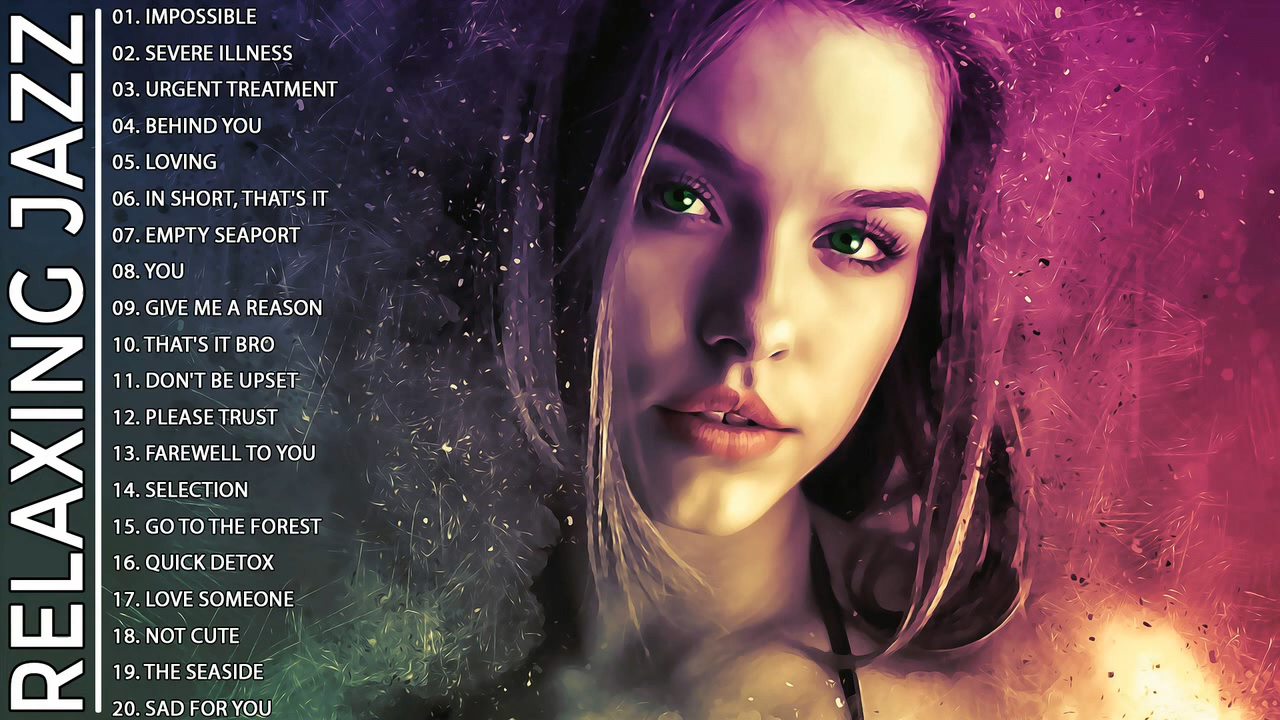 RELAXING JAZZ
01. IMPOSSIBLE
02. SEVERE ILLNESS
03. URGENT TREATMENT
04. BEHIND YOU
05. LOVING
06. IN SHORT, THAT'S IT
07. EMPTY SEAPORT
08. YOU
09. GIVE ME A REASON
10. THAT'S IT BRO
11. DON'T BE UPSET
12. PLEASE TRUST
13. FAREWELL TO YOU
14. SELECTION
15. GO TO THE FOREST
16. QUICK DETOX
17. LOVE SOMEONE
18. NOT CUTE
19. THE SEASIDE
20. SAD FOR YOU